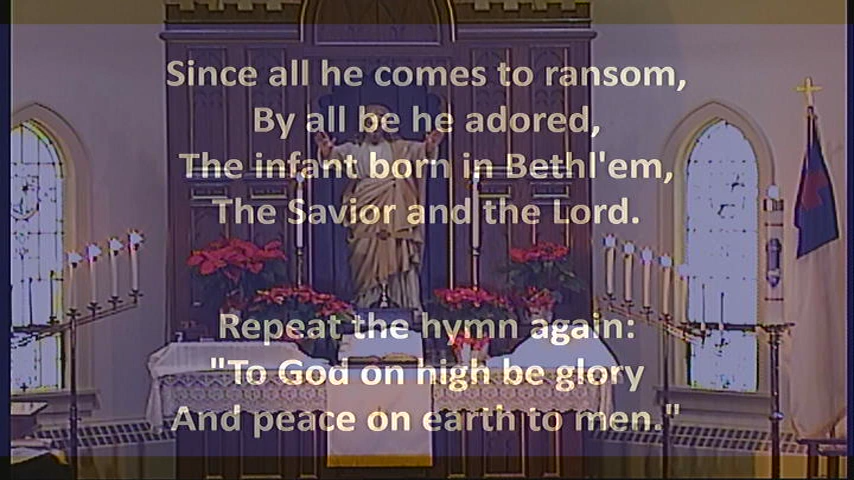 Since all he comes to ransom,
By all be he adored,
The infant born in Bethl'em,
The Savior and the Lord.
Repeat the hymn again:
"To God on high be glory
And peace on earth to men."